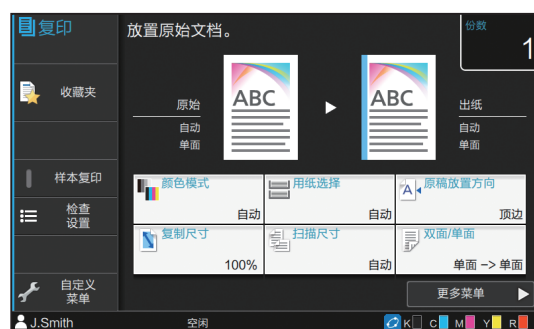 复印
放置原始文档。
份数
1
收藏夹
原始
自动
单面
ABC
ABC
出纸
自动
单面
样本复印
检查
设置
自定义
菜单
颜色模式
自动
用纸选择
自动
原稿放置方向
A
顶边
复制尺寸
100%
扫描尺寸
自动
双面/单面
单面 -> 单面
更多菜单
J.Smith
空闲
K C M Y R